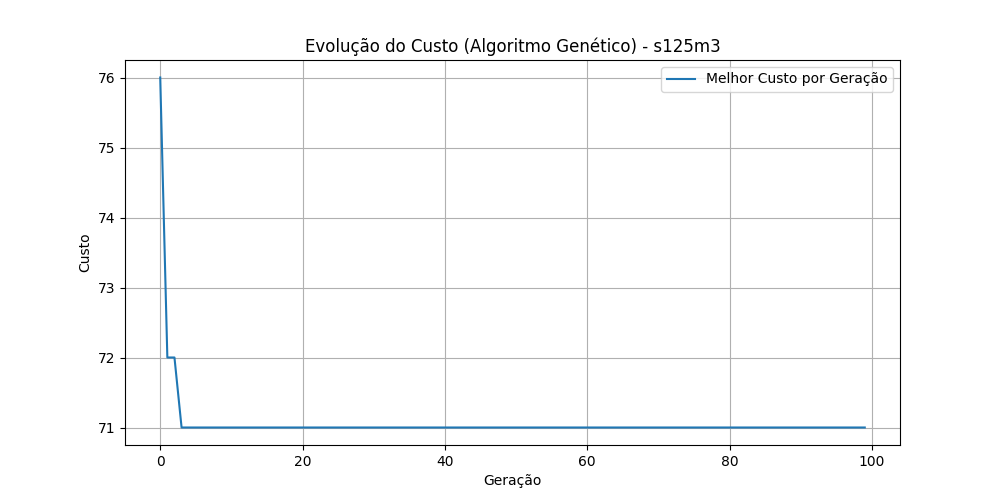 Evolução do Custo (Algoritmo Genético) - s125m3
Melhor Custo por Geração
76
75
74
73
72
71
Custo
0 20 40 60 80 100
Geração